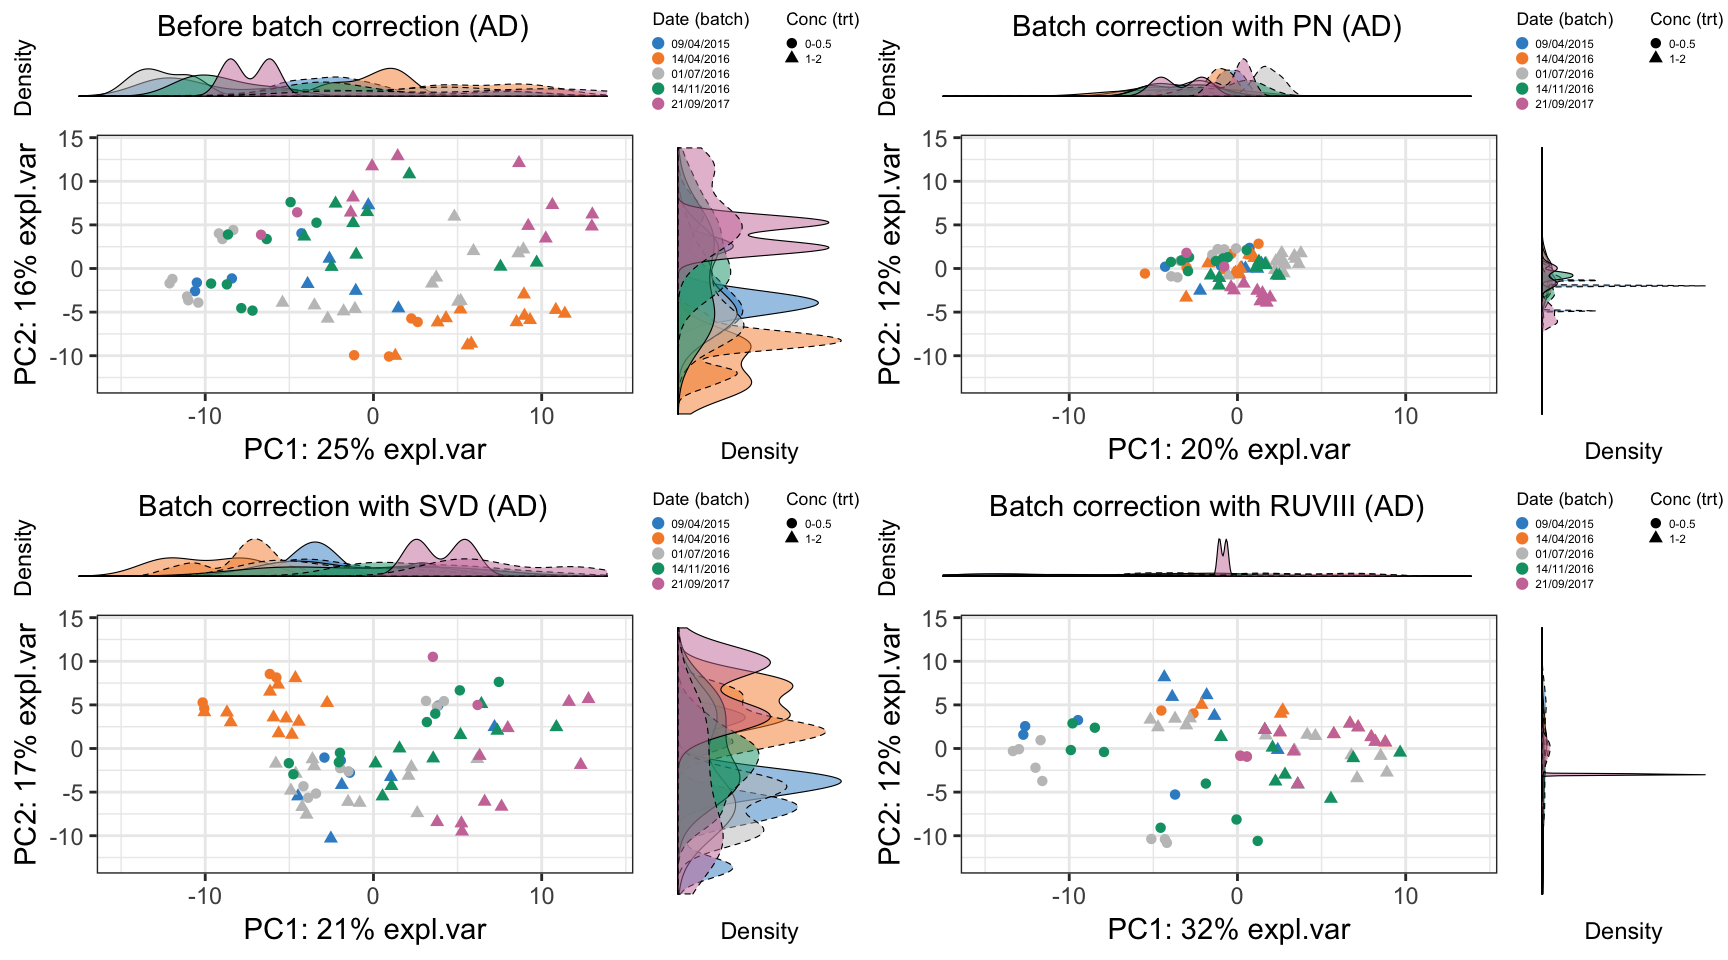 Before batch correction (AD)
Density
Date (batch)
09/04/2015
14/04/2016
01/07/2016
14/11/2016
21/09/2017
Conc (trt)
0-0.5
1-2
PC2: 16% expl.var
15
10
5
0
-5
-10
-10
0
10
PC1: 25% expl.var
Density
Batch correction with PN (AD)
Density
Date (batch)
09/04/2015
14/04/2016
01/07/2016
14/11/2016
21/09/2017
Conc (trt)
0-0.5
1-2
PC2: 12% expl.var
15
10
5
0
-5
-10
-10
0
10
PC1: 20% expl.var
Density
Batch correction with SVD (AD)
Density
Date (batch)
09/04/2015
14/04/2016
01/07/2016
14/11/2016
21/09/2017
Conc (trt)
0-0.5
1-2
PC2: 17% expl.var
15
10
5
0
-5
-10
-10
0
10
PC1: 21% expl.var
Density
Batch correction with RUVIII (AD)
Density
Date (batch)
09/04/2015
14/04/2016
01/07/2016
14/11/2016
21/09/2017
Conc (trt)
0-0.5
1-2
PC2: 12% expl.var
15
10
5
0
-5
-10
-10
0
10
PC1: 32% expl.var
Density